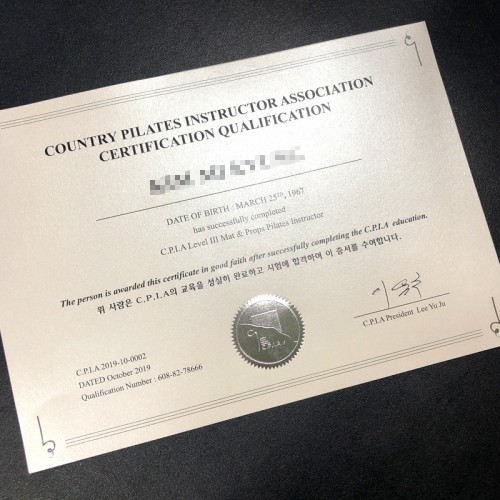 COUNTRY PILATES INSTRUCTOR ASSOCIATION
CERTIFICATION QUALIFICATION
DATE OF BIRTH : MARCH 25TH, 1967
has successfully completed
C.P.I.A Level III Mat & Props Pilates Instructor
The person is awarded this certificate in good faith after successfully completing the C.P.I.A education.
위 사람은 C.P.I.A의 교육을 성실히 완료하고 시험에 합격하여 이 증서를 수여합니다.
C.P.I.A President Lee Yu Ju
C.P.I.A 2019-10-0002
DATED October 2019
Qualification Number : 608-82-78666